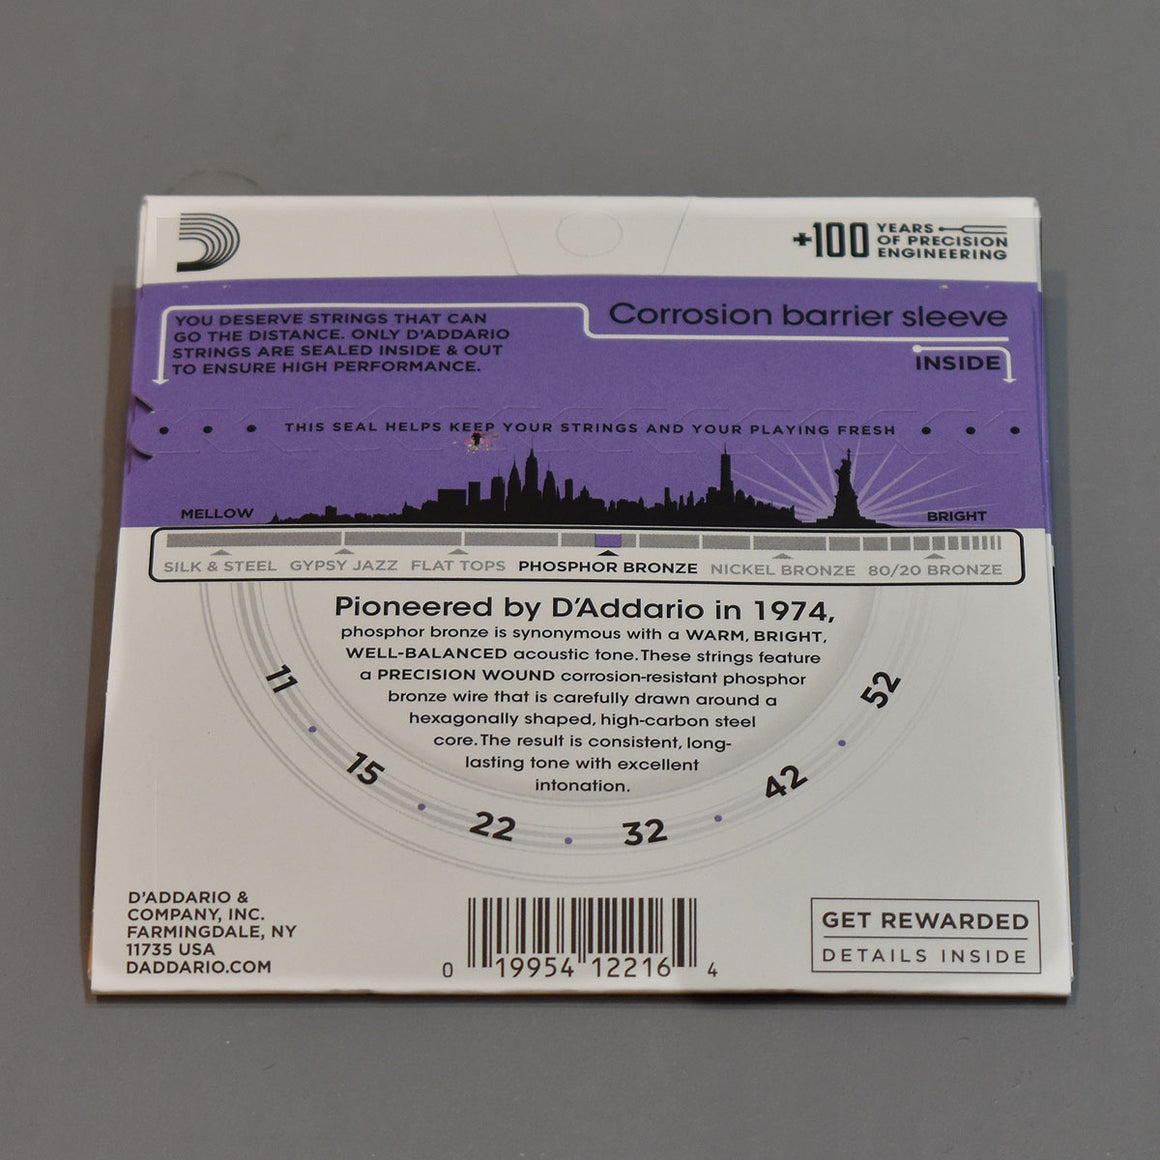 +100 YEARS
OF PRECISION
ENGINEERING
YOU DESERVE STRINGS THAT CAN
GO THE DISTANCE. ONLY D'ADDARIO
STRINGS ARE SEALED INSIDE & OUT
TO ENSURE HIGH PERFORMANCE.
Corrosion barrier sleeve
INSIDE
THIS SEAL HELPS KEEP YOUR STRINGS AND YOUR PLAYING FRESH
MELLOW
BRIGHT
SILK & STEEL GYPSY JAZZ FLAT TOPS PHOSPHOR BRONZE NICKEL BRONZE 80/20 BRONZE
Pioneered by D'Addario in 1974,
phosphor bronze is synonymous with a WARM, BRIGHT,
WELL-BALANCED acoustic tone. These strings feature
a PRECISION WOUND corrosion-resistant phosphor
bronze wire that is carefully drawn around a
hexagonally shaped, high-carbon steel
core. The result is consistent, long-
lasting tone with excellent
intonation.
11
15
22
32
42
52
D'ADDARIO &
COMPANY, INC.
FARMINGDALE, NY
11735 USA
DADDARIO.COM
0 19954 12216 4
GET REWARDED
DETAILS INSIDE